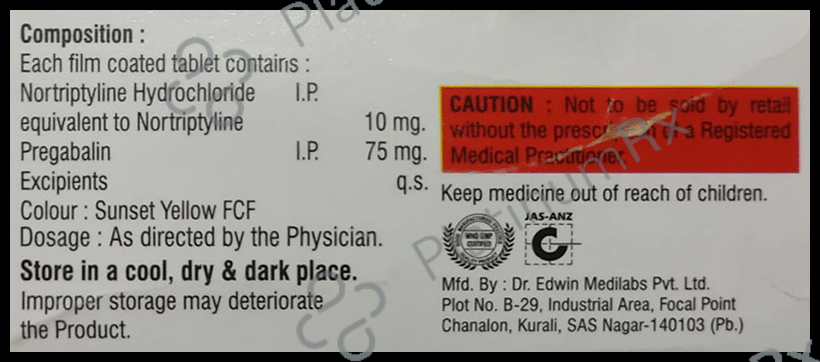 Composition :
Each film coated tablet contains :
Nortriptyline Hydrochloride I.P.
equivalent to Nortriptyline 10 mg.
Pregabalin I.P. 75 mg.
Excipients q.s.
Colour : Sunset Yellow FCF
Dosage : As directed by the Physician.
Store in a cool, dry & dark place.
Improper storage may deteriorate
the Product.
CAUTION : Not to be sold by retail
without the prescription of a Registered
Medical Practitioner.
Keep medicine out of reach of children.
WHO GMP
CERTIFIED
JAS-ANZ
Mfd. By : Dr. Edwin Medilabs Pvt. Ltd.
Plot No. B-29, Industrial Area, Focal Point
Chanalon, Kurali, SAS Nagar-140103 (Pb.)
PlatinumRx